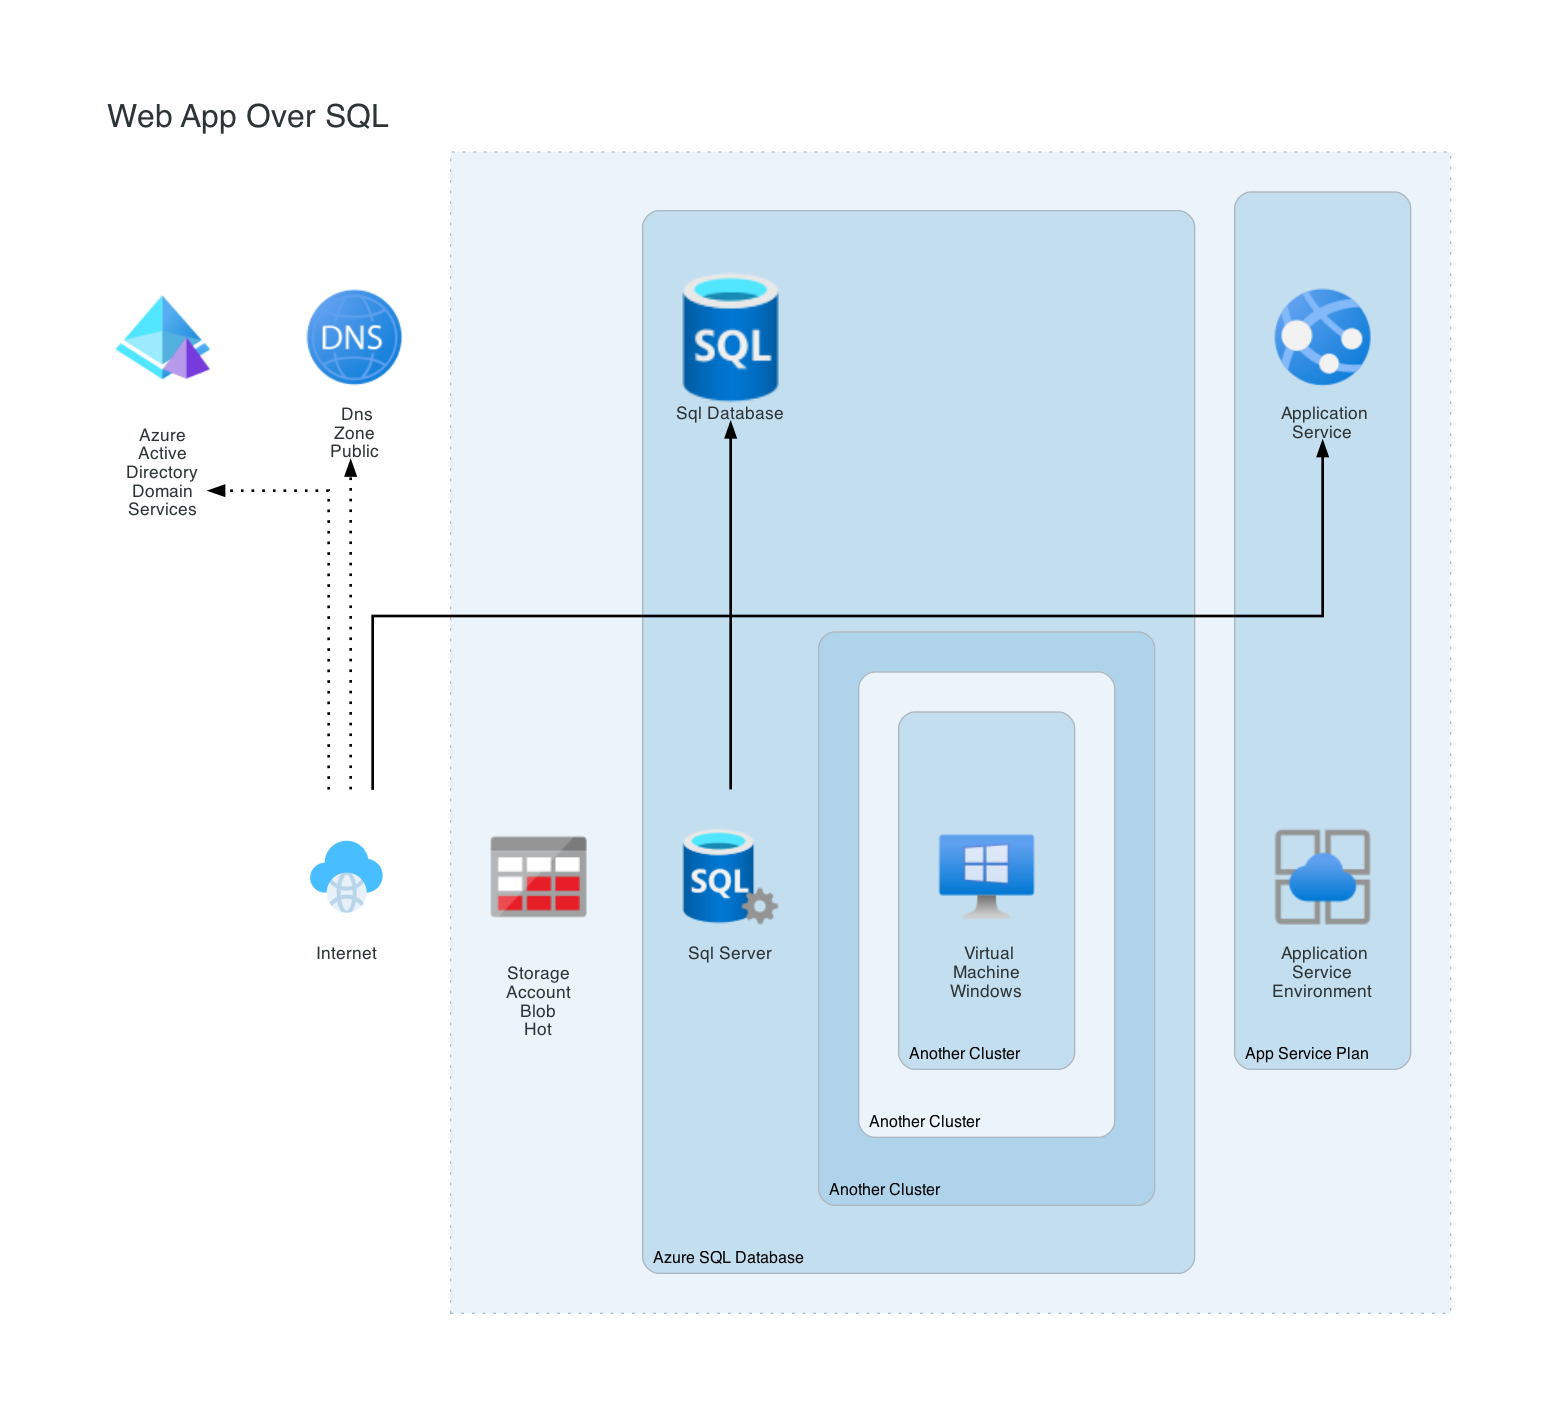 Web App Over SQL
DNS
SQL
Azure
Active
Directory
Domain
Services
Dns
Zone
Public
Sql Database
Application
Service
SQL
Internet
Storage
Account
Blob
Hot
Sql Server
Virtual
Machine
Windows
Application
Service
Environment
Another Cluster
App Service Plan
Another Cluster
Another Cluster
Azure SQL Database